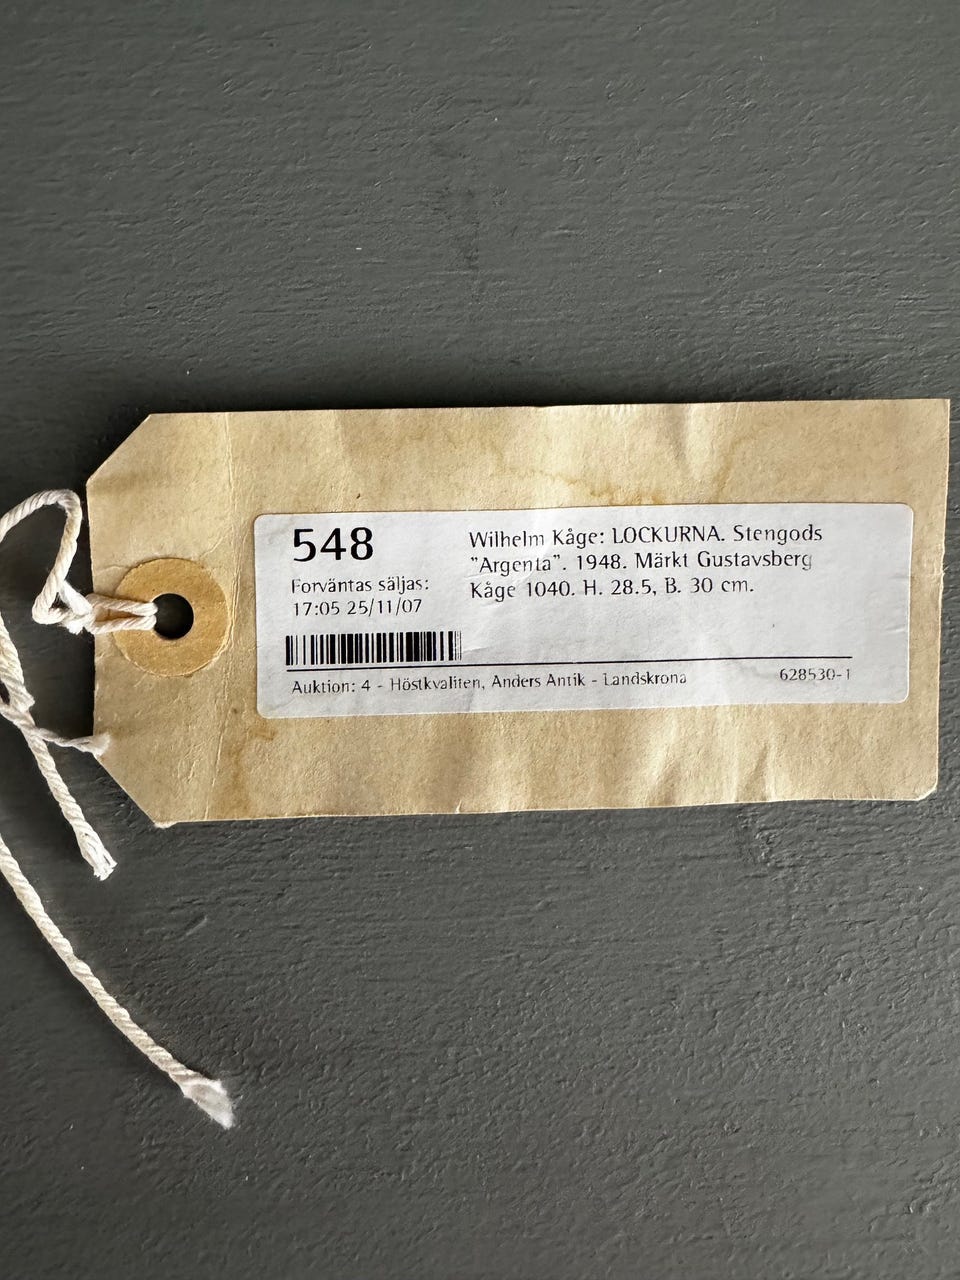 548
Förväntas säljas:
17:05 25/11/07
Wilhelm Kåge: LOCKURNA. Stengods
"Argenta". 1948. Märkt Gustavsberg
Kåge 1040. H. 28.5, B. 30 cm.
Auktion: 4 - Höstkvaliten, Anders Antik - Landskrona
628530-1